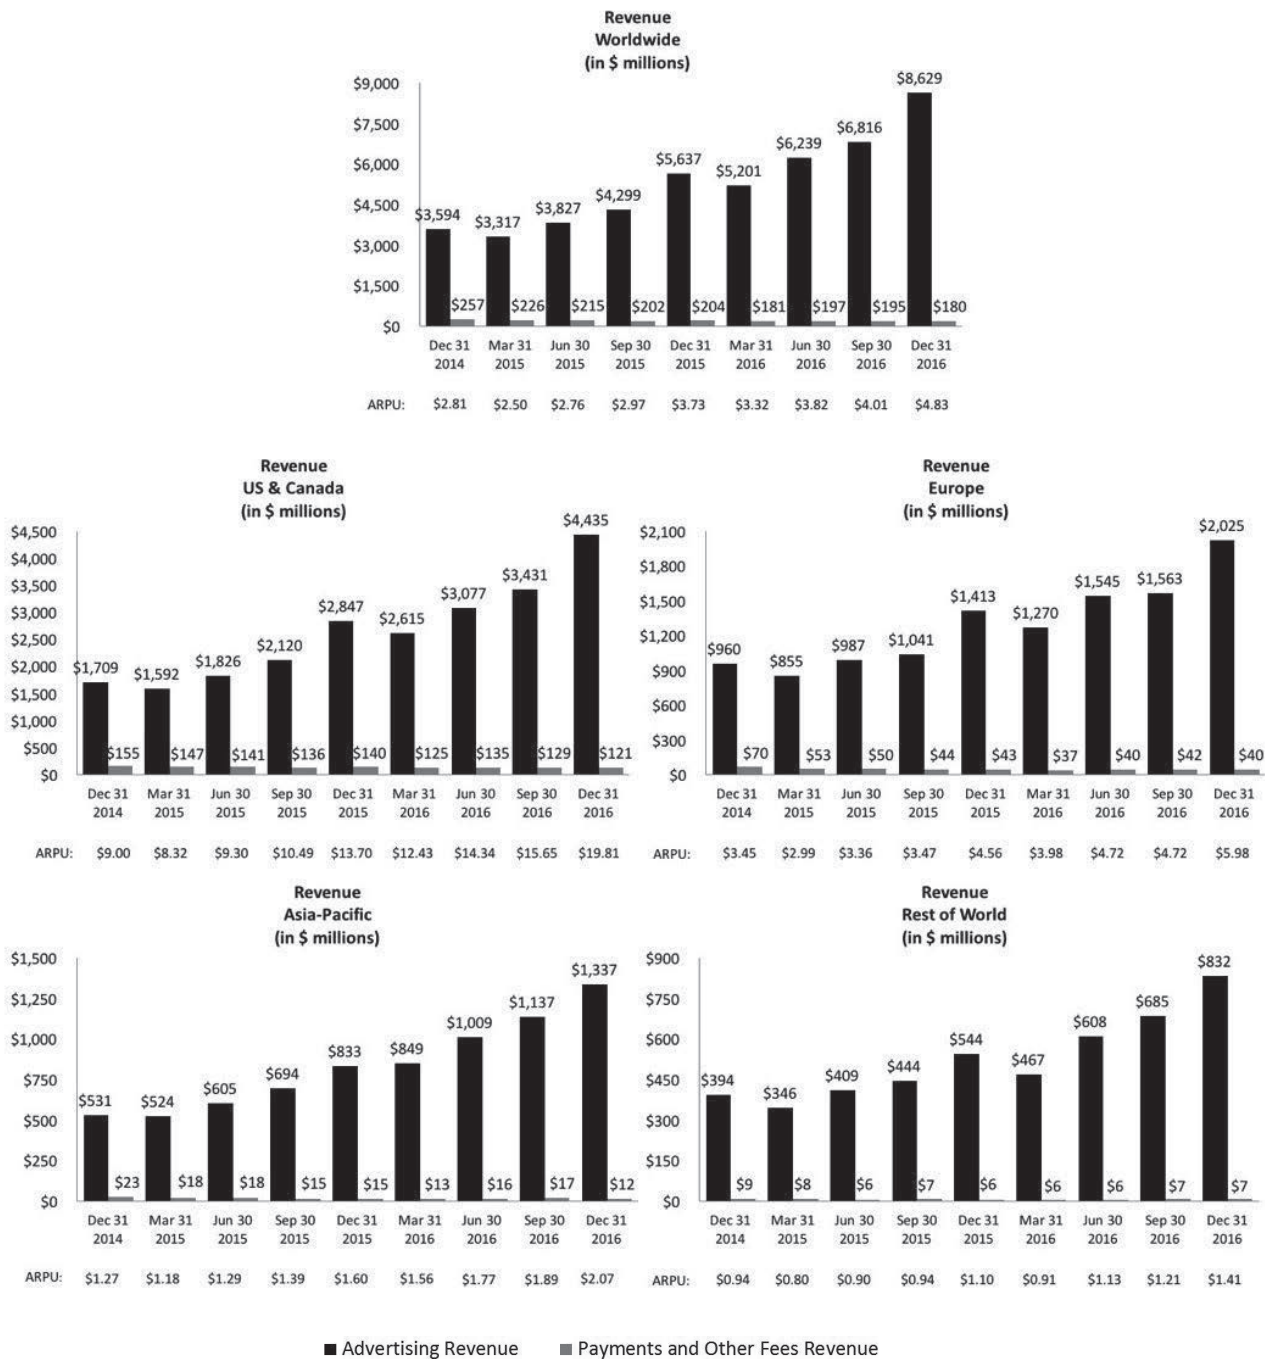 Revenue
Worldwide
(in $ millions)
$9,000
$7,500
$6,000
$4,500
$3,000
$1,500
$0
$3,594 $3,317 $3,827 $4,299 $5,637 $5,201 $6,239 $6,816 $8,629
$257 $226 $215 $202 $204 $181 $197 $195 $180
Dec 31 Mar 31 Jun 30 Sep 30 Dec 31 Mar 31 Jun 30 Sep 30 Dec 31
2014 2015 2015 2015 2015 2016 2016 2016 2016
ARPU: $2.81 $2.50 $2.76 $2.97 $3.73 $3.32 $3.82 $4.01 $4.83
Revenue
US & Canada
(in $ millions)
$4,500
$4,000
$3,500
$3,000
$2,500
$2,000
$1,500
$1,000
$500
$0
$1,709 $1,592 $1,826 $2,120 $2,847 $2,615 $3,077 $3,431 $4,435
$155 $147 $141 $136 $140 $125 $135 $129 $121
Dec 31 Mar 31 Jun 30 Sep 30 Dec 31 Mar 31 Jun 30 Sep 30 Dec 31
2014 2015 2015 2015 2015 2016 2016 2016 2016
ARPU: $9.00 $8.32 $9.30 $10.49 $13.70 $12.43 $14.34 $15.65 $19.81
Revenue
Europe
(in $ millions)
$2,100
$1,800
$1,500
$1,200
$900
$600
$300
$0
$960 $855 $987 $1,041 $1,413 $1,270 $1,545 $1,563 $2,025
$70 $53 $50 $44 $43 $37 $40 $42 $40
Dec 31 Mar 31 Jun 30 Sep 30 Dec 31 Mar 31 Jun 30 Sep 30 Dec 31
2014 2015 2015 2015 2015 2016 2016 2016 2016
ARPU: $3.45 $2.99 $3.36 $3.47 $4.56 $3.98 $4.72 $4.72 $5.98
Revenue
Asia-Pacific
(in $ millions)
$1,500
$1,250
$1,000
$750
$500
$250
$0
$531 $524 $605 $694 $833 $849 $1,009 $1,137 $1,337
$23 $18 $18 $15 $15 $13 $16 $17 $12
Dec 31 Mar 31 Jun 30 Sep 30 Dec 31 Mar 31 Jun 30 Sep 30 Dec 31
2014 2015 2015 2015 2015 2016 2016 2016 2016
ARPU: $1.27 $1.18 $1.29 $1.39 $1.60 $1.56 $1.77 $1.89 $2.07
Revenue
Rest of World
(in $ millions)
$900
$750
$600
$450
$300
$150
$0
$394 $346 $409 $444 $544 $467 $608 $685 $832
$9 $8 $6 $7 $6 $6 $6 $7 $7
Dec 31 Mar 31 Jun 30 Sep 30 Dec 31 Mar 31 Jun 30 Sep 30 Dec 31
2014 2015 2015 2015 2015 2016 2016 2016 2016
ARPU: $0.94 $0.80 $0.90 $0.94 $1.10 $0.91 $1.13 $1.21 $1.41
Advertising Revenue Payments and Other Fees Revenue